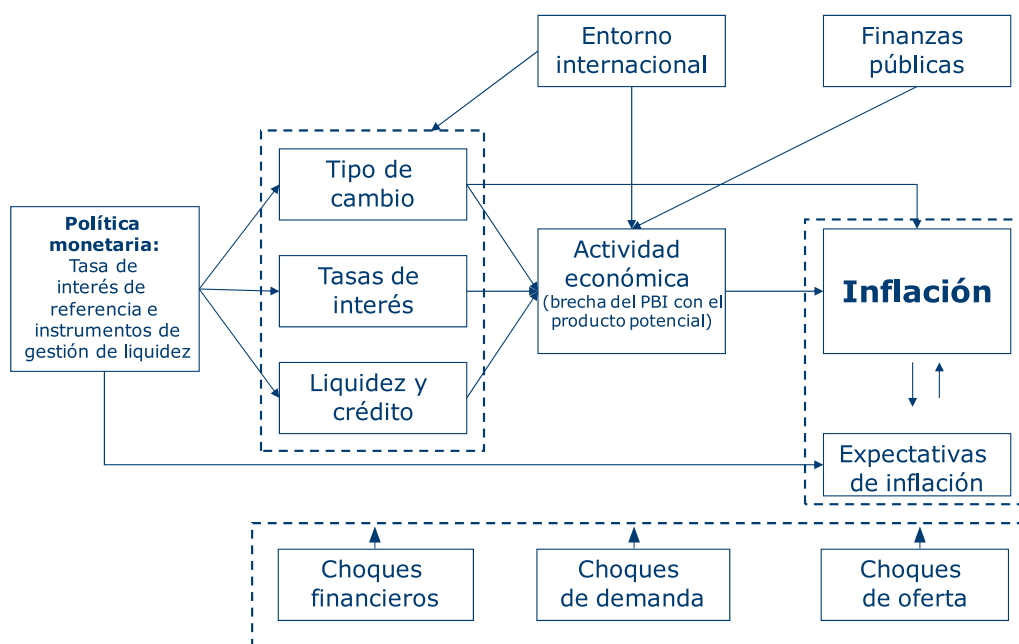 Entorno
internacional
Finanzas
públicas
Tipo de
cambio
Política
monetaria:
Tasa de
interés de
referencia e
instrumentos de
gestión de liquidez
Tasas de
interés
Liquidez y
crédito
Actividad
económica
(brecha del PBI con el
producto potencial)
Inflación
Expectativas
de inflación
Choques
financieros
Choques
de demanda
Choques
de oferta